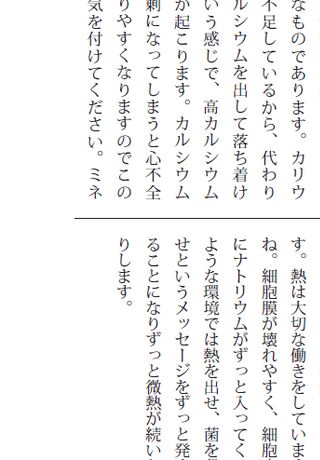 なものであります。カリウ
不足しているから、代わり
ルシウムを出して落ち着け
いう感じで、高カルシウム
が起こります。カルシウム
剰になってしまうと心不全
りやすくなりますのでこの
気を付けてください。ミネ
す。熱は大切な働きをしていま
ね。細胞膜が壊れやすく、細胞
にナトリウムがずっと入ってく
ような環境では熱を出せ、菌を
せというメッセージをずっと発
ることになりずっと微熱が続い
りします。